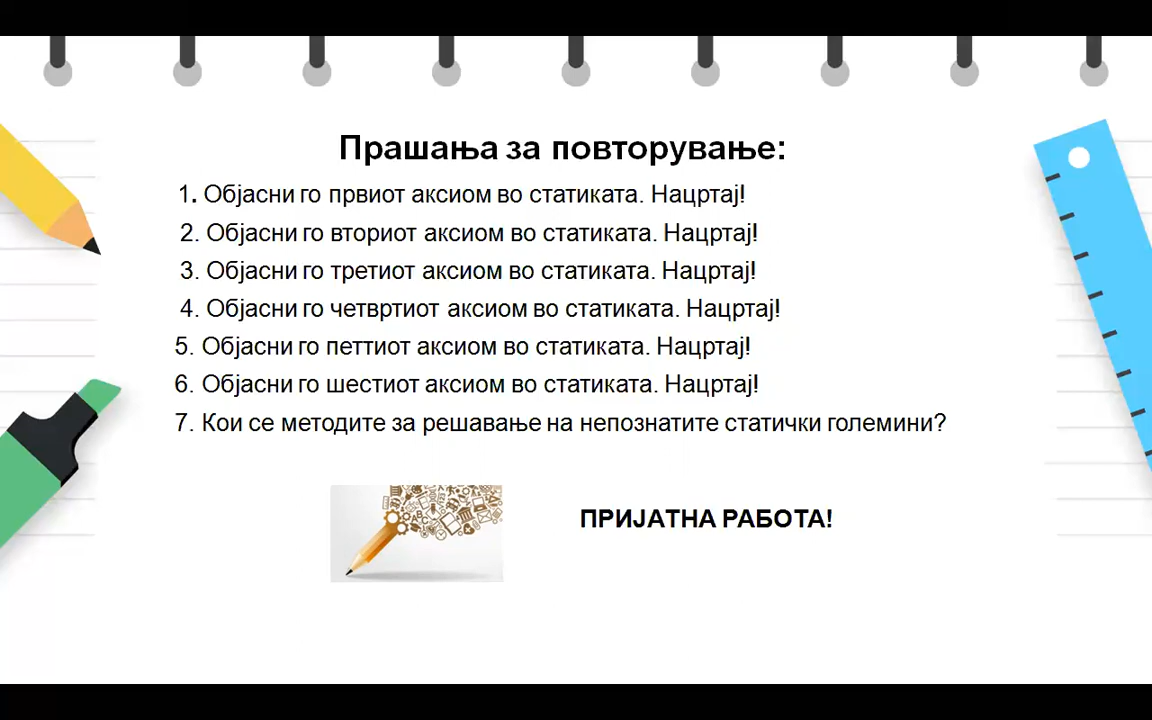 Прашања за повторување:
1. Објасни го првиот аксиом во статиката. Нацртај!
2. Објасни го вториот аксиом во статиката. Нацртај!
3. Објасни го третиот аксиом во статиката. Нацртај!
4. Објасни го четвртиот аксиом во статиката. Нацртај!
5. Објасни го петтиот аксиом во статиката. Нацртај!
6. Објасни го шестиот аксиом во статиката. Нацртај!
7. Кои се методите за решавање на непознатите статички големини?
ПРИЈАТНА РАБОТА!